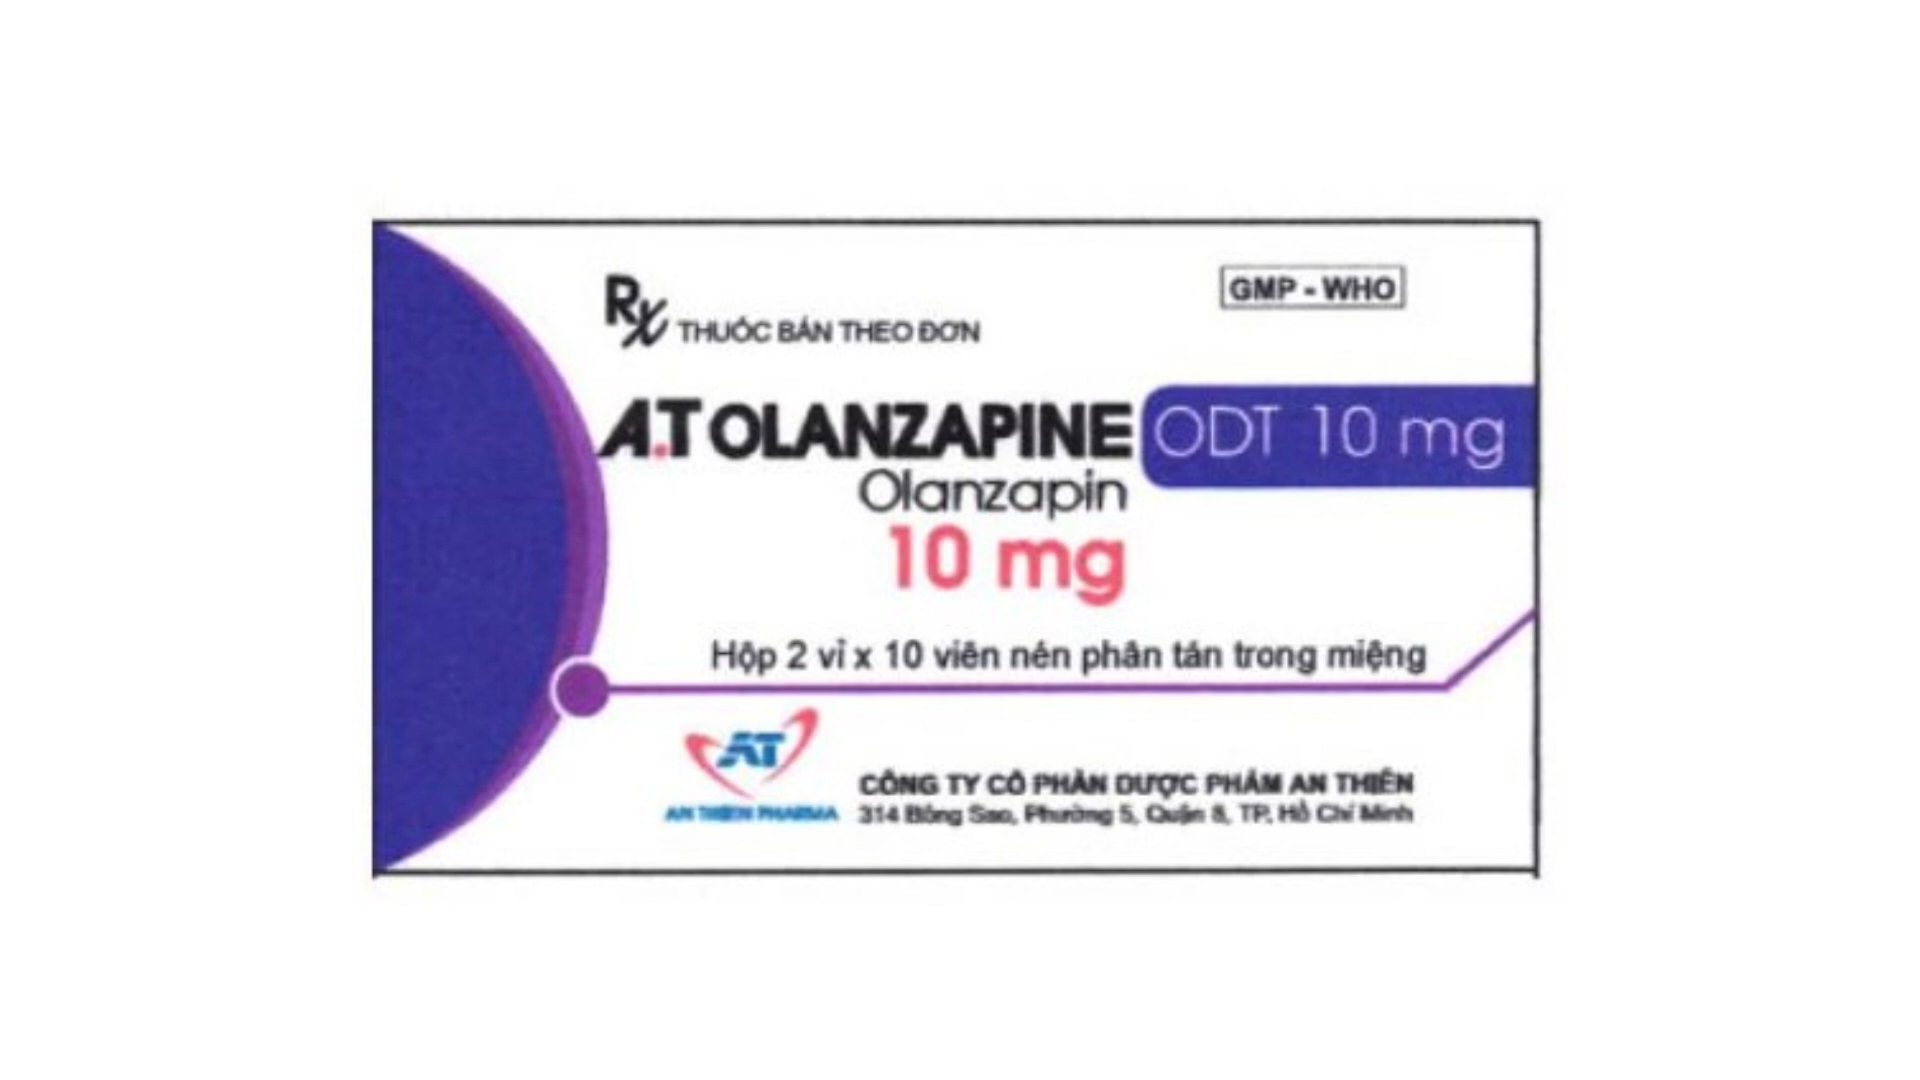 Rx THUỐC BÁN THEO ĐƠN
GMP - WHO
A.T OLANZAPINE ODT 10 mg
Olanzapin
10 mg
Hộp 2 vỉ x 10 viên nén phân tán trong miệng
AT
AN THIEN PHARMA
CÔNG TY CỔ PHẦN DƯỢC PHẨM AN THIÊN
314 Bông Sao, Phường 5, Quận 8, TP. Hồ Chí Minh